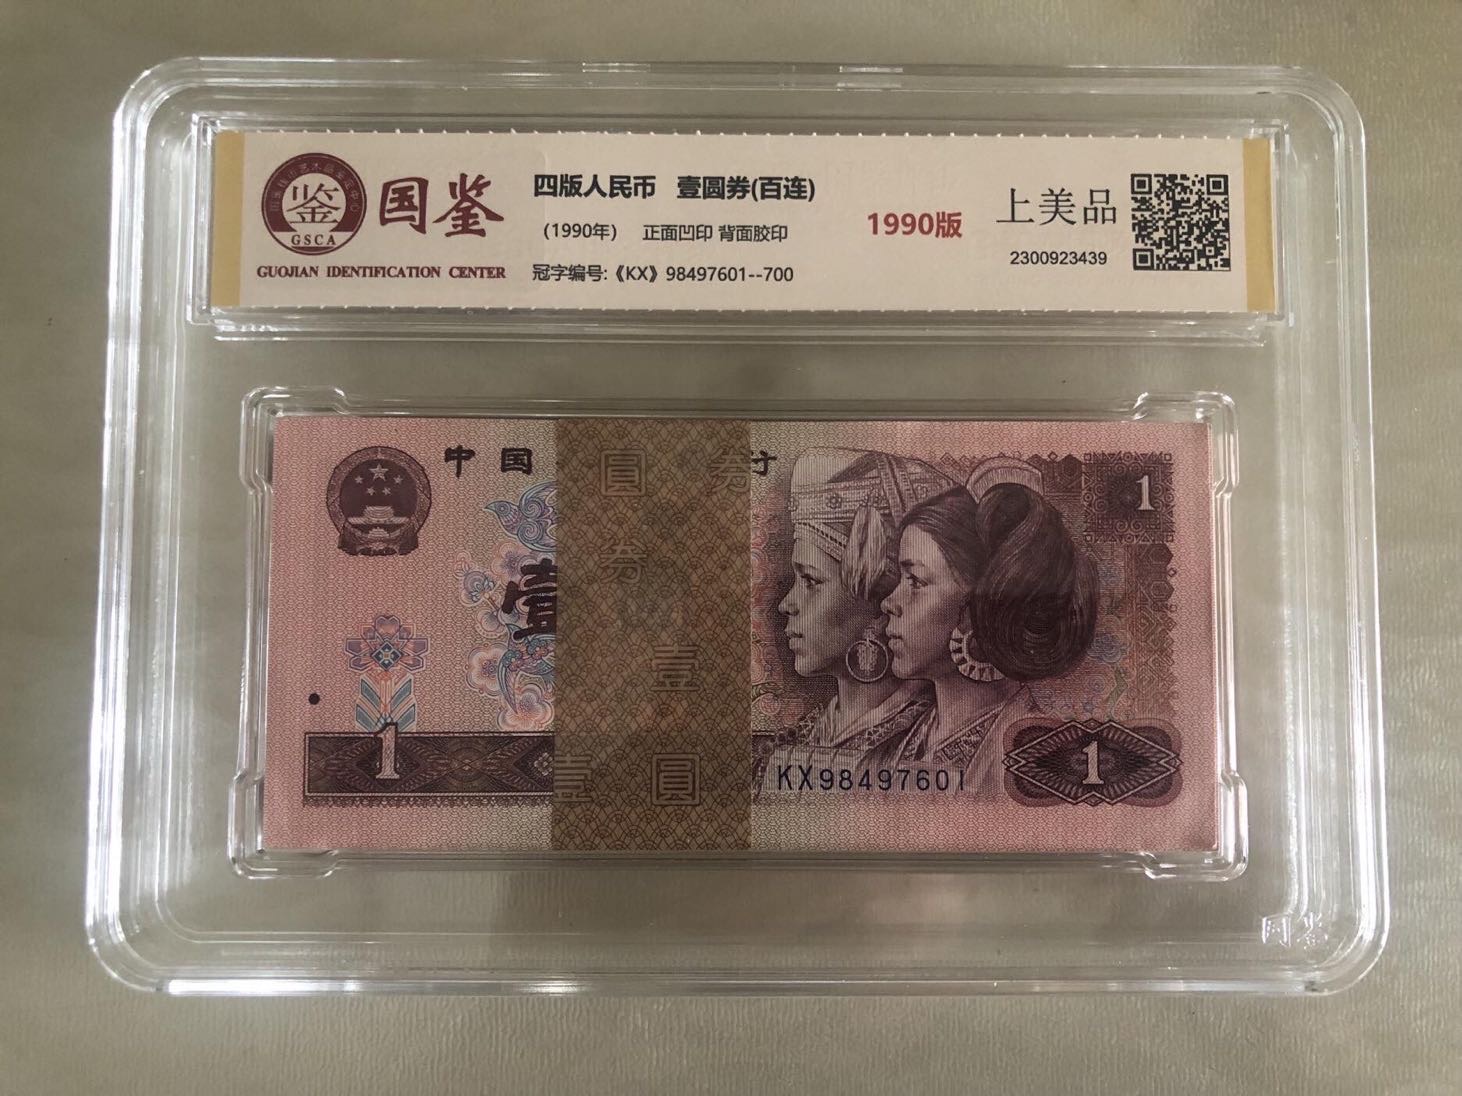 鉴
GSCA
国鉴
GUOJIAN IDENTIFICATION CENTER
四版人民币 壹圆券(百连)
(1990年) 正面凹印 背面胶印
冠字编号:《KX》98497601--700
1990版
上美品
2300923439
中国
圆 券
1
券
壹
壹
1
壹 圆
KX98497601
1
国鉴